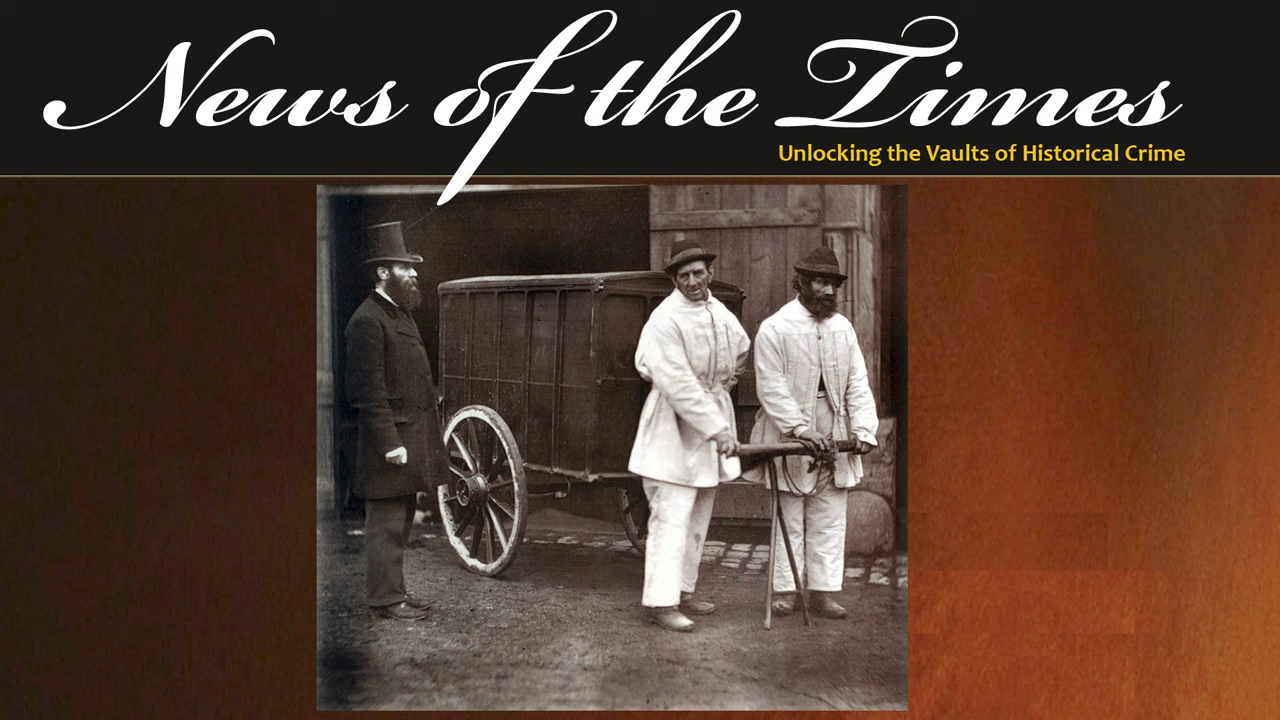 News of the Times
Unlocking the Vaults of Historical Crime